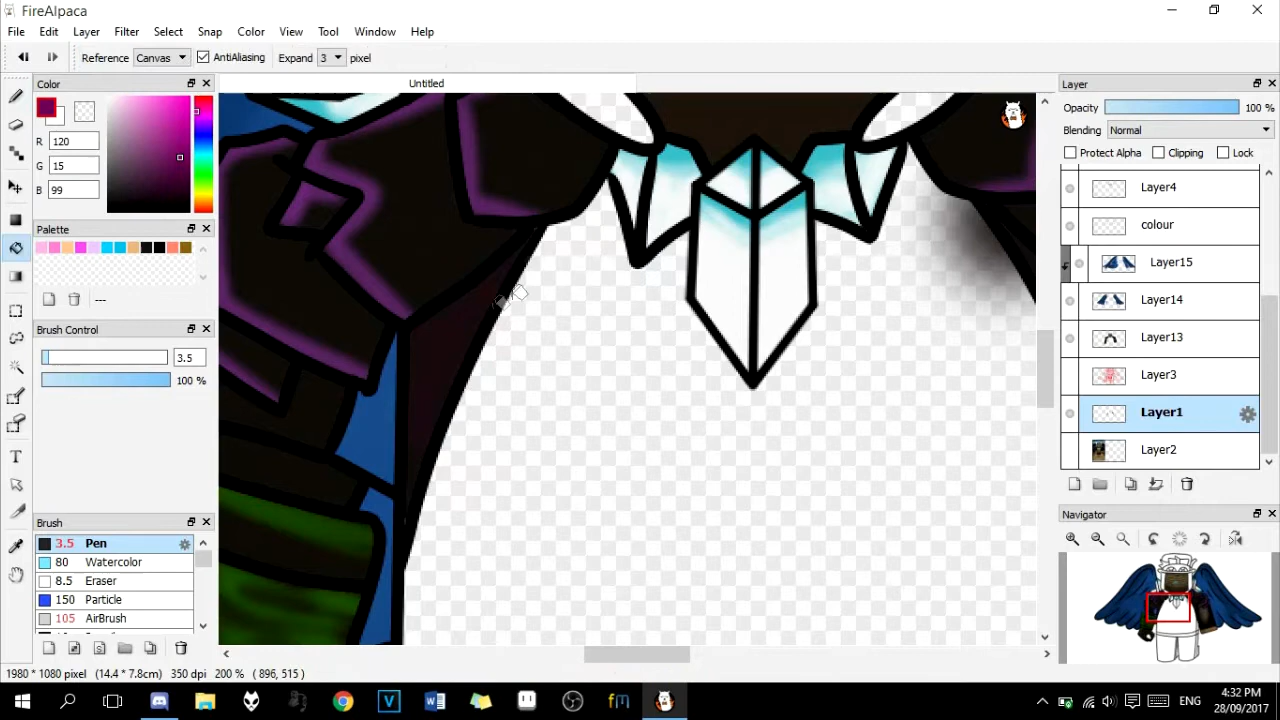 FireAlpaca
File Edit Layer Filter Select Snap Color View Tool Window Help
Reference Canvas AntiAliasing Expand 3 pixel
Color Untitled Layer
Opacity 100 %
R 120
G 15
B 99
Blending Normal
Protect Alpha Clipping Lock
Layer4
colour
Palette
Layer15
---
Layer14
Brush Control
Layer13
3.5
100 %
Layer3
Layer1
Layer2
Brush
Navigator
3.5 Pen
80 Watercolor
8.5 Eraser
150 Particle
105 AirBrush
1980 * 1080 pixel (14.4 * 7.8cm) 350 dpi 200 % ( 896, 515 )
ENG
4:32 PM
28/09/2017